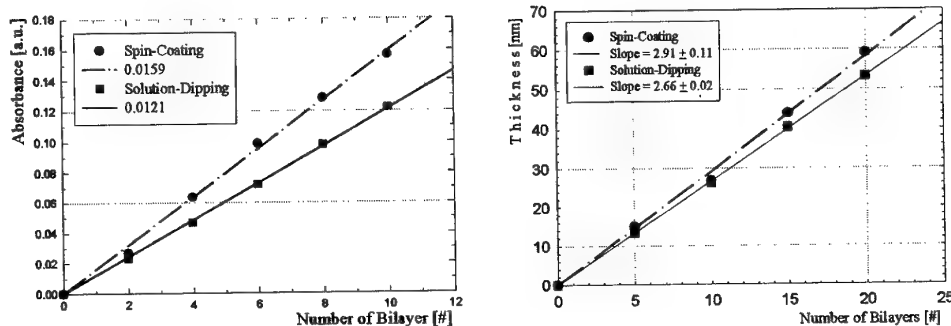 Absorbance [a.u.]
0.18
0.16
0.14
0.12
0.10
0.08
0.06
0.04
0.02
0.00
Spin-Coating
0.0159
Solution-Dipping
0.0121
0 2 4 6 8 10 12
Number of Bilayer [#]
Thickness [nm]
70
60
50
40
30
20
10
0
Spin-Coating
Slope = 2.91 ± 0.11
Solution-Dipping
Slope = 2.66 ± 0.02
0 5 10 15 20 25
Number of Bilayers [#]